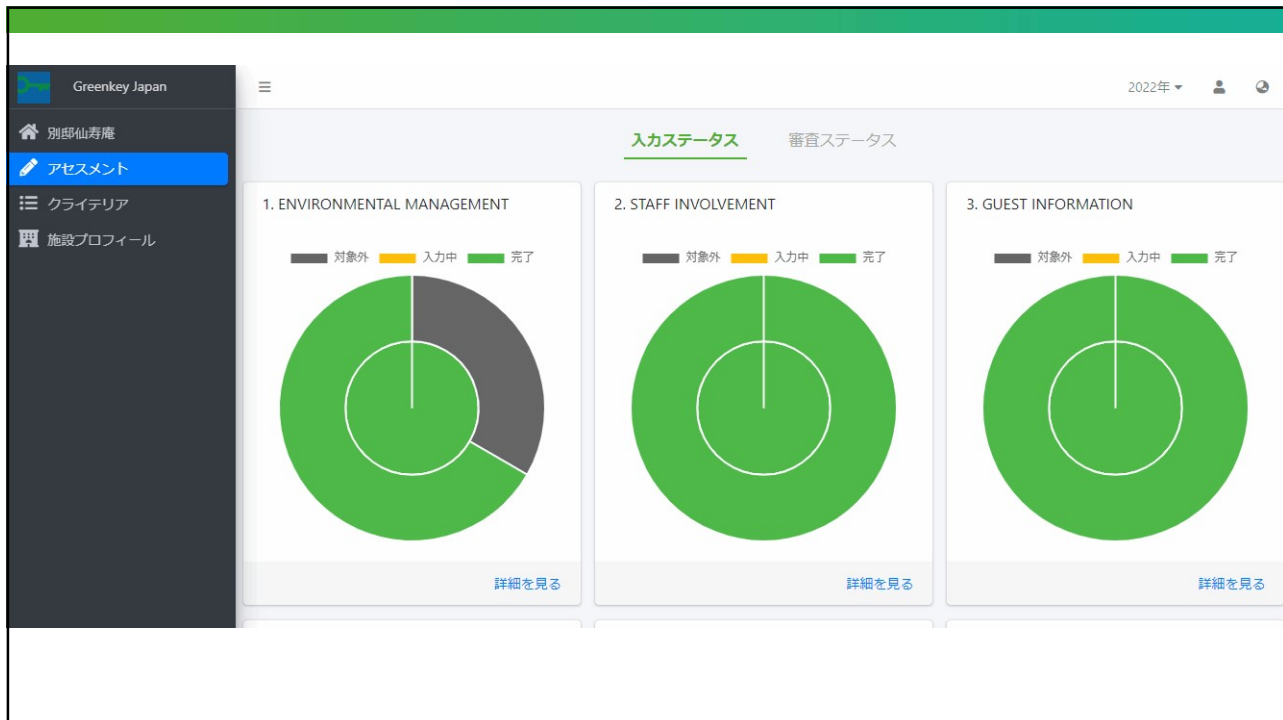 Greenkey Japan
2022年
別邸仙寿庵
アセスメント
クライテリア
施設プロフィール
入力ステータス 審査ステータス
1. ENVIRONMENTAL MANAGEMENT
対象外 入力中 完了
詳細を見る
2. STAFF INVOLVEMENT
対象外 入力中 完了
詳細を見る
3. GUEST INFORMATION
対象外 入力中 完了
詳細を見る